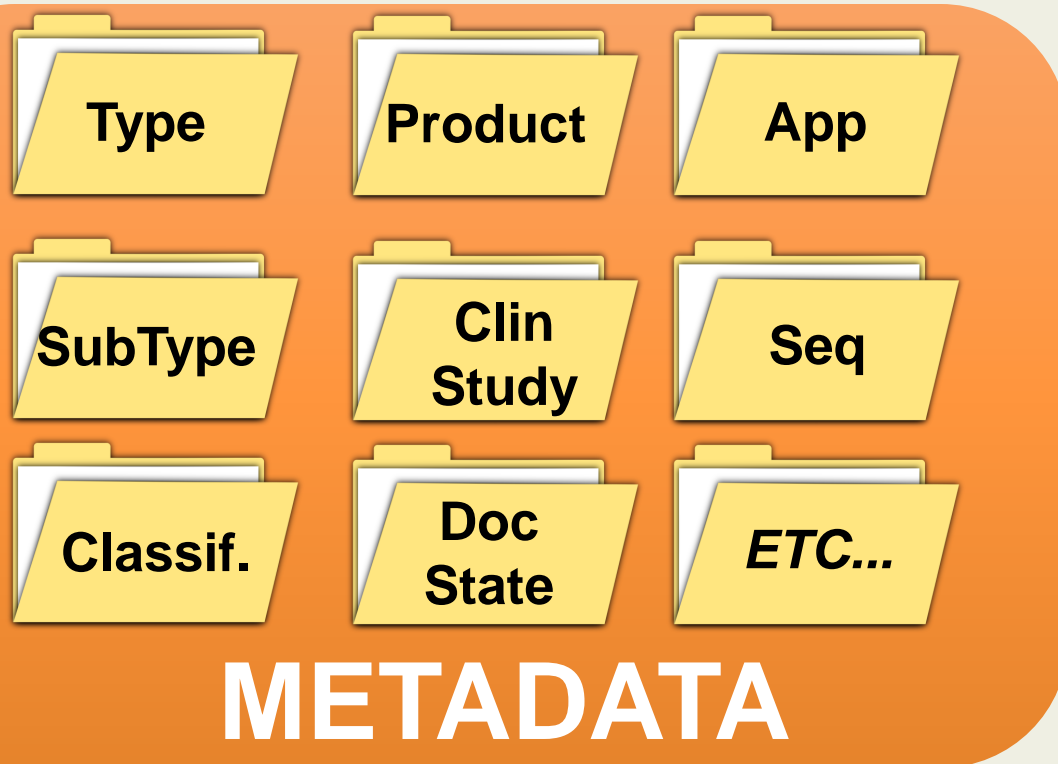 Type
Product
App
SubType
Clin
Study
Seq
Classif.
Doc
State
ETC...
METADATA